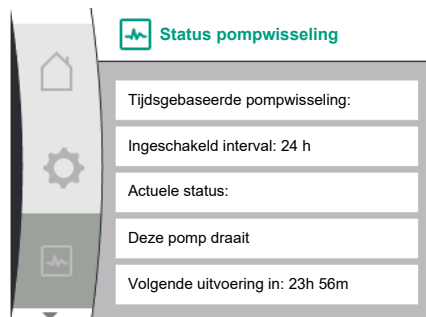 Status pompwisseling
Tijdsgebaseerde pompwisseling:
Ingeschakeld interval: 24 h
Actuele status:
Deze pomp draait
Volgende uitvoering in: 23h 56m